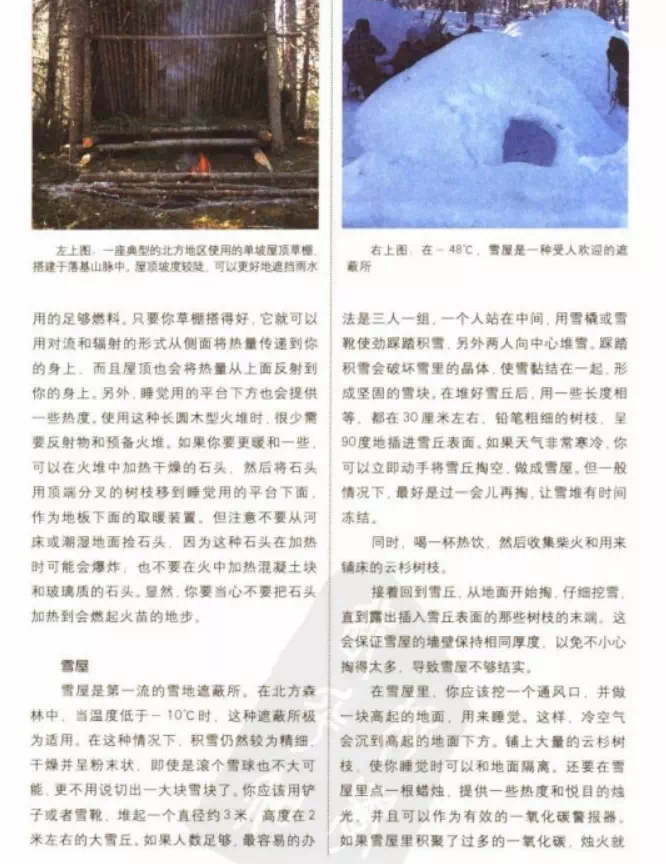 左上图：一座典型的北方地区使用的单坡屋顶草棚，
搭建于落基山脉中。屋顶坡度较陡，可以更好地遮挡雨水
用的足够燃料。只要你草棚搭得好，它就可以
用对流和辐射的形式从侧面将热量传递到你
的身上，而且屋顶也会将热量从上面反射到
你的身上。另外，睡觉用的平台下方也会提供
一些热度。使用这种长圆木型火堆时，很少需
要反射物和预备火堆。如果你要更暖和一些，
可以在火堆中加热干燥的石头，然后将石头
用顶端分叉的树枝移到睡觉用的平台下面，
作为地板下面的取暖装置。但注意不要从河
床或潮湿地面捡石头，因为这种石头在加热
时可能会爆炸，也不要在火中加热混凝土块
和玻璃质的石头。显然，你要当心不要把石头
加热到会燃起火苗的地步。
雪屋
雪屋是第一流的雪地遮蔽所。在北方森
林中，当温度低于－10℃时，这种遮蔽所极
为适用。在这种情况下，积雪仍然较为精细、
干燥并呈粉末状，即使是滚个雪球也不大可
能，更不用说切出一大块雪块了。你应该用铲
子或者雪靴，堆起一个直径约3米，高度在2
米左右的大雪丘。如果人数足够，最容易的办
右上图：在－48℃，雪屋是一种受人欢迎的遮
蔽所
法是三人一组，一个人站在中间，用雪橇或雪
靴使劲踩踏积雪，另外两人向中心堆雪。踩踏
积雪会破坏雪里的晶体，使雪黏结在一起，形
成坚固的雪块。在堆好雪丘后，用一些长度相
等、都在30厘米左右，铅笔粗细的树枝，呈
90度地插进雪丘表面。如果天气非常寒冷，你
可以立即动手将雪丘掏空，做成雪屋。但一般
情况下，最好是过一会儿再掏，让雪堆有时间
冻结。
同时，喝一杯热饮，然后收集柴火和用来
铺床的云杉树枝。
接着回到雪丘，从地面开始掏，仔细挖雪，
直到露出插入雪丘表面的那些树枝的末端。这
会保证雪屋的墙壁保持相同厚度，以免不小心
掏得太多，导致雪屋不够结实。
在雪屋里，你应该挖一个通风口，并做
一块高起的地面，用来睡觉。这样，冷空气
会沉到高起的地面下方。铺上大量的云杉树
枝，使你睡觉时可以和地面隔离。还要在雪
屋里点一根蜡烛，提供一些热度和悦目的烛
光，并且可以作为有效的一氧化碳警报器。
如果雪屋里积聚了过多的一氧化碳，烛火就